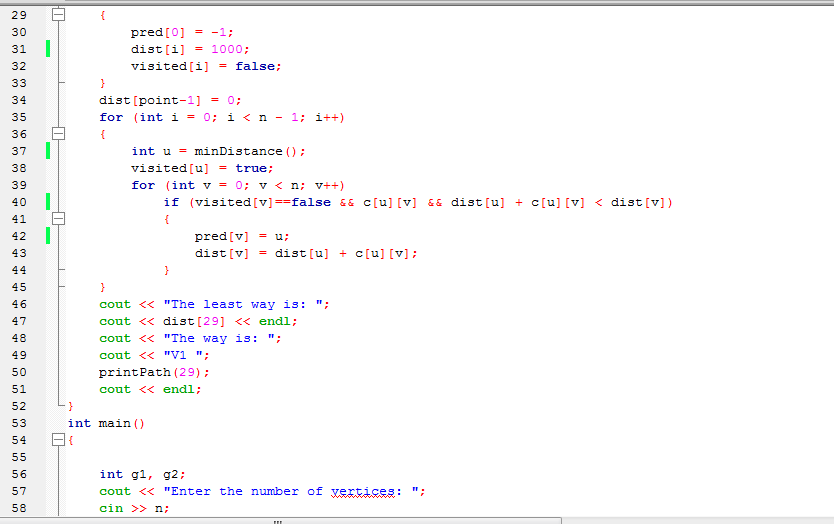 29 {
30 pred[0] = -1;
31 dist[i] = 1000;
32 visited[i] = false;
33 }
34 dist[point-1] = 0;
35 for (int i = 0; i < n - 1; i++)
36 {
37 int u = minDistance();
38 visited[u] = true;
39 for (int v = 0; v < n; v++)
40 if (visited[v]==false && c[u][v] && dist[u] + c[u][v] < dist[v])
41 {
42 pred[v] = u;
43 dist[v] = dist[u] + c[u][v];
44 }
45 }
46 cout << "The least way is: ";
47 cout << dist[29] << endl;
48 cout << "The way is: ";
49 cout << "V1 ";
50 printPath(29);
51 cout << endl;
52 }
53 int main()
54 {
55
56 int g1, g2;
57 cout << "Enter the number of vertices: ";
58 cin >> n;